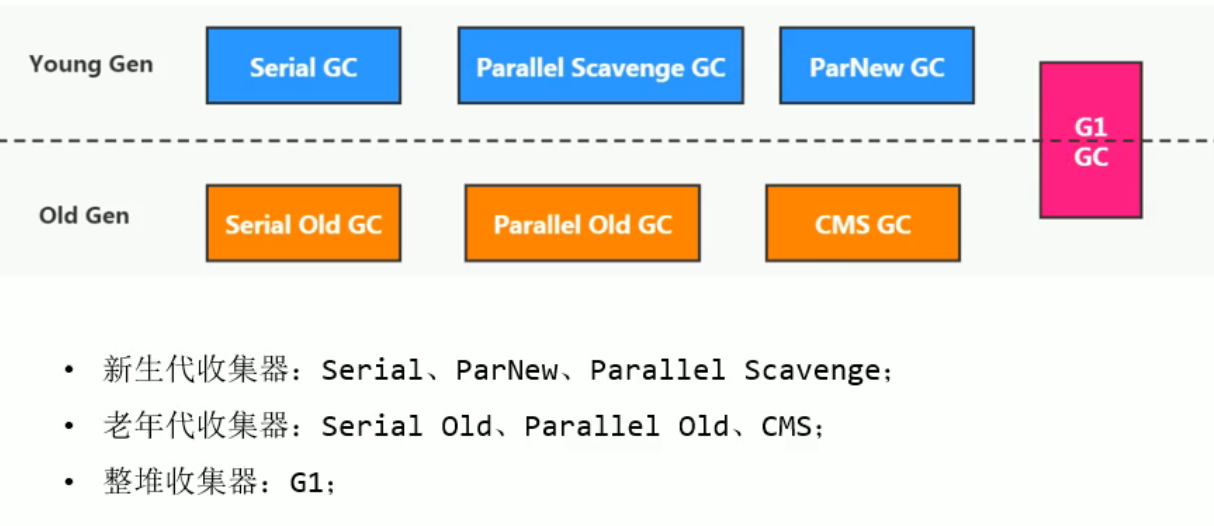 Young Gen
Serial GC
Parallel Scavenge GC
ParNew GC
G1
GC
Old Gen
Serial Old GC
Parallel Old GC
CMS GC
• 新生代收集器：Serial、ParNew、Parallel Scavenge；
• 老年代收集器：Serial Old、Parallel Old、CMS；
• 整堆收集器：G1；